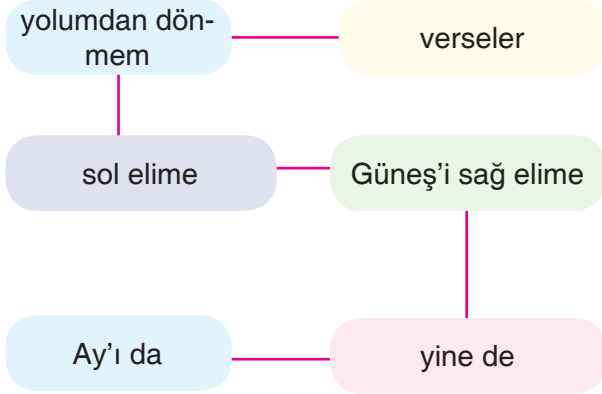 yolumdan dön-
mem
verseler
sol elime
Güneş’i sağ elime
Ay’ı da
yine de